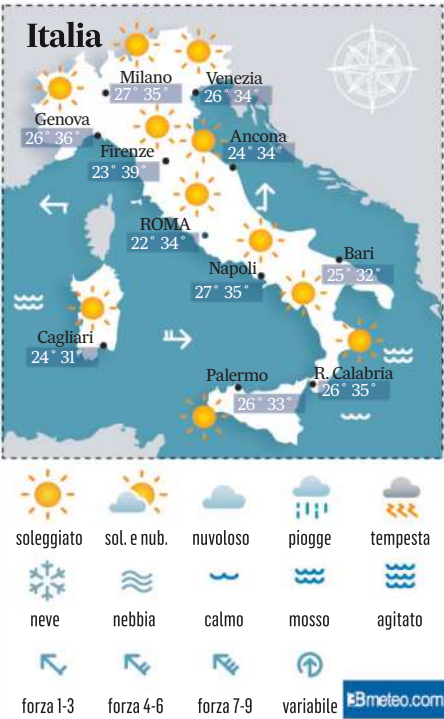 Italia
Milano
27° 35°
Venezia
26° 34°
Genova
26° 36°
Firenze
23° 39°
Ancona
24° 34°
ROMA
22° 34°
Napoli
27° 35°
Bari
25° 32°
Cagliari
24° 31°
Palermo
26° 33°
R. Calabria
26° 35°
soleggiato sol. e nub. nuvoloso piogge tempesta
neve nebbia calmo mosso agitato
forza 1-3 forza 4-6 forza 7-9 variabile
3Bmeteo.com